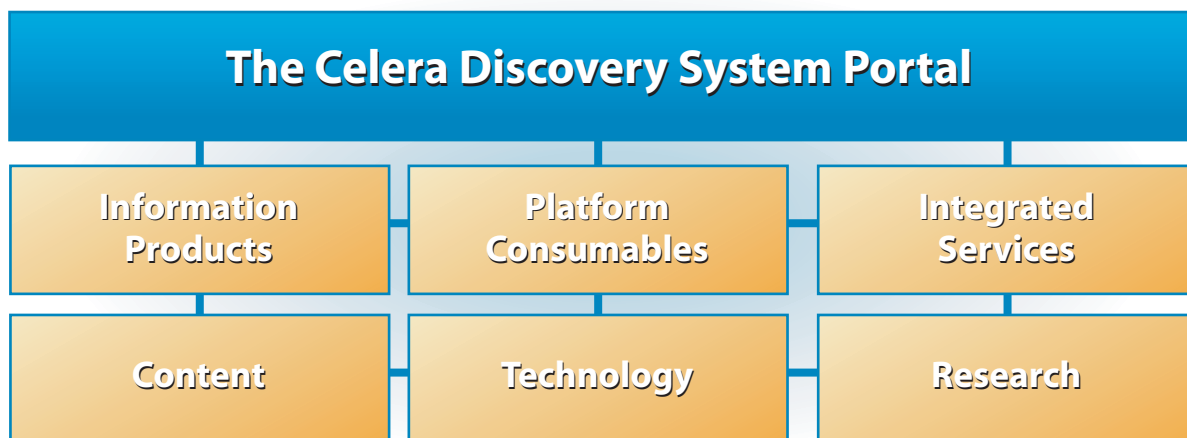 The Celera Discovery System Portal
Information
Products
Platform
Consumables
Integrated
Services
Content
Technology
Research